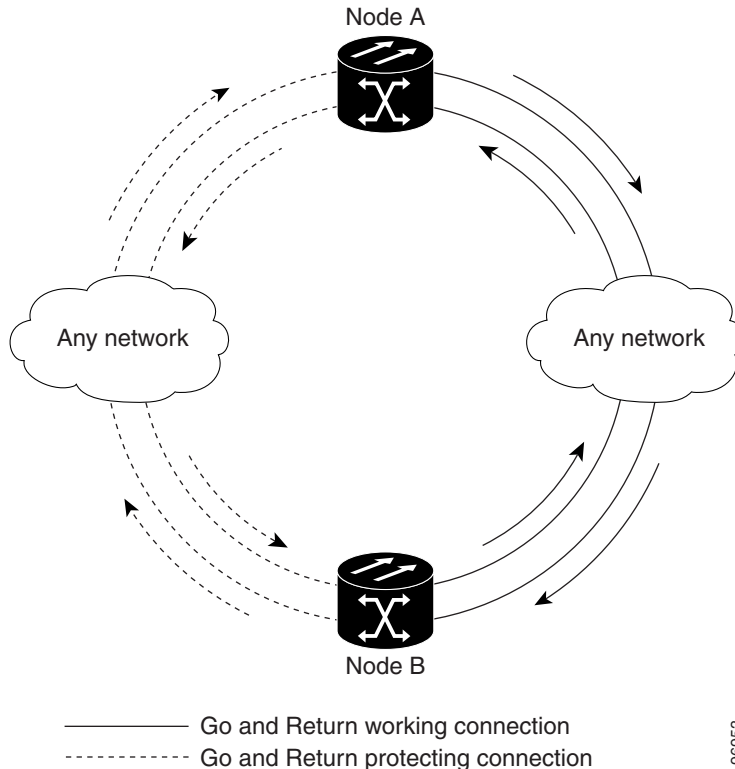 Node A
Any network
Any network
Node B
Go and Return working connection
Go and Return protecting connection